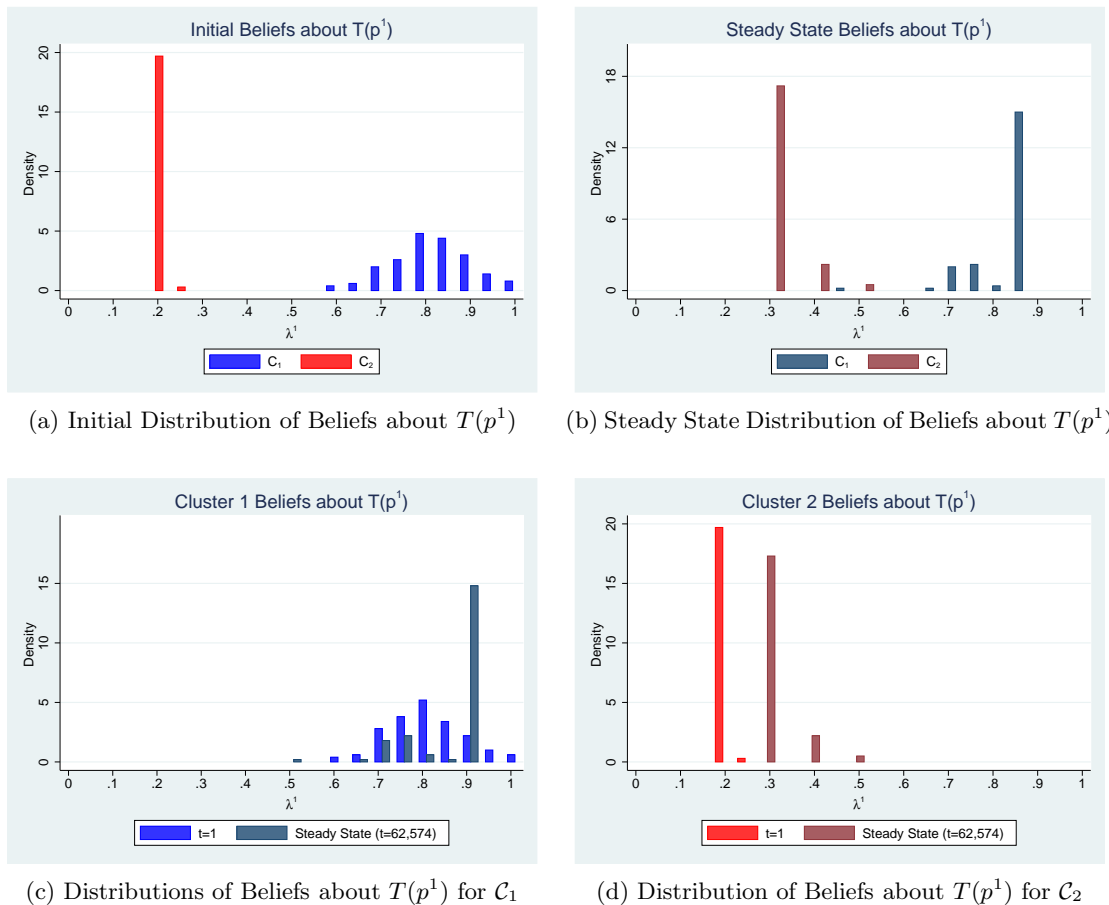 Initial Beliefs about T(p¹)
Density
0 5 10 15 20
0 .1 .2 .3 .4 .5 .6 .7 .8 .9 1
λ¹
C₁ C₂
(a) Initial Distribution of Beliefs about T(p¹)
Steady State Beliefs about T(p¹)
Density
0 6 12 18
0 .1 .2 .3 .4 .5 .6 .7 .8 .9 1
λ¹
C₁ C₂
(b) Steady State Distribution of Beliefs about T(p¹)
Cluster 1 Beliefs about T(p¹)
Density
0 5 10 15
0 .1 .2 .3 .4 .5 .6 .7 .8 .9 1
λ¹
t=1 Steady State (t=62,574)
(c) Distributions of Beliefs about T(p¹) for 𝒞₁
Cluster 2 Beliefs about T(p¹)
Density
0 5 10 15 20
0 .1 .2 .3 .4 .5 .6 .7 .8 .9 1
λ¹
t=1 Steady State (t=62,574)
(d) Distribution of Beliefs about T(p¹) for 𝒞₂